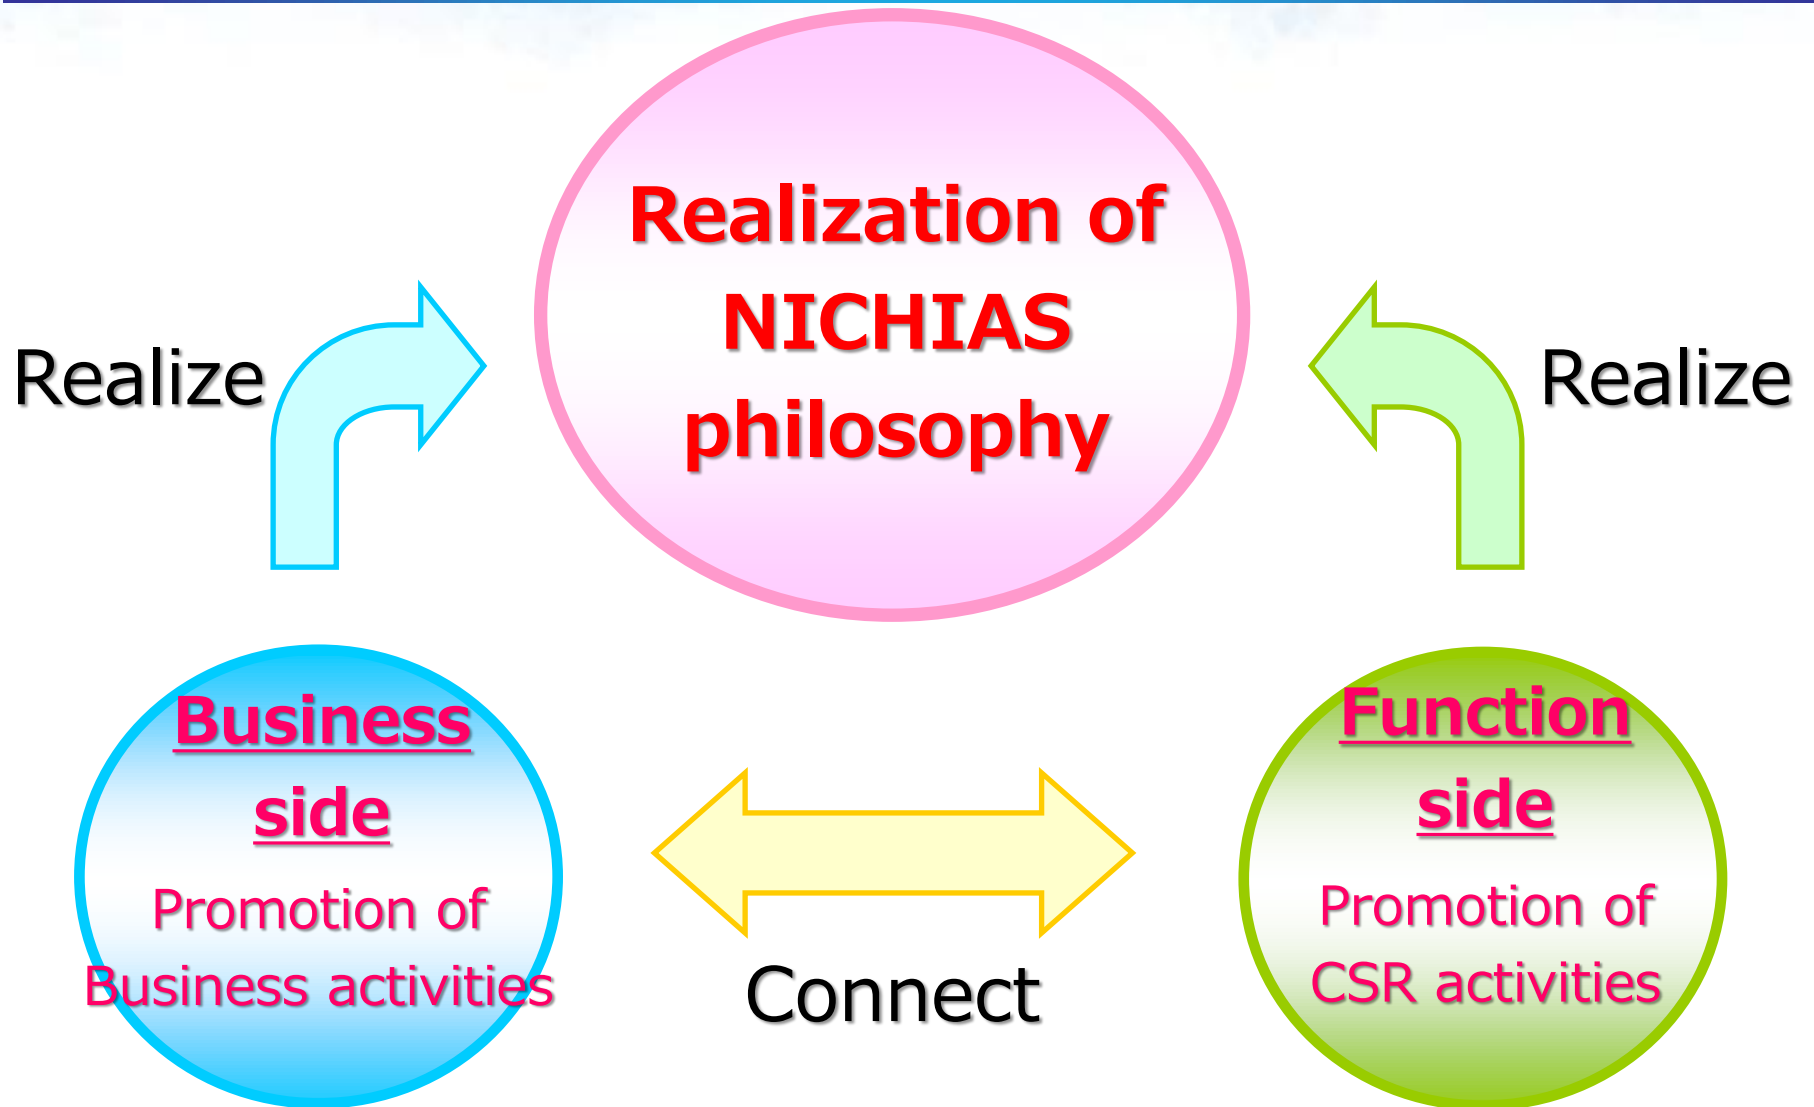 Realization of
NICHIAS
philosophy
Realize
Realize
Business
side
Promotion of
Business activities
Connect
Function
side
Promotion of
CSR activities